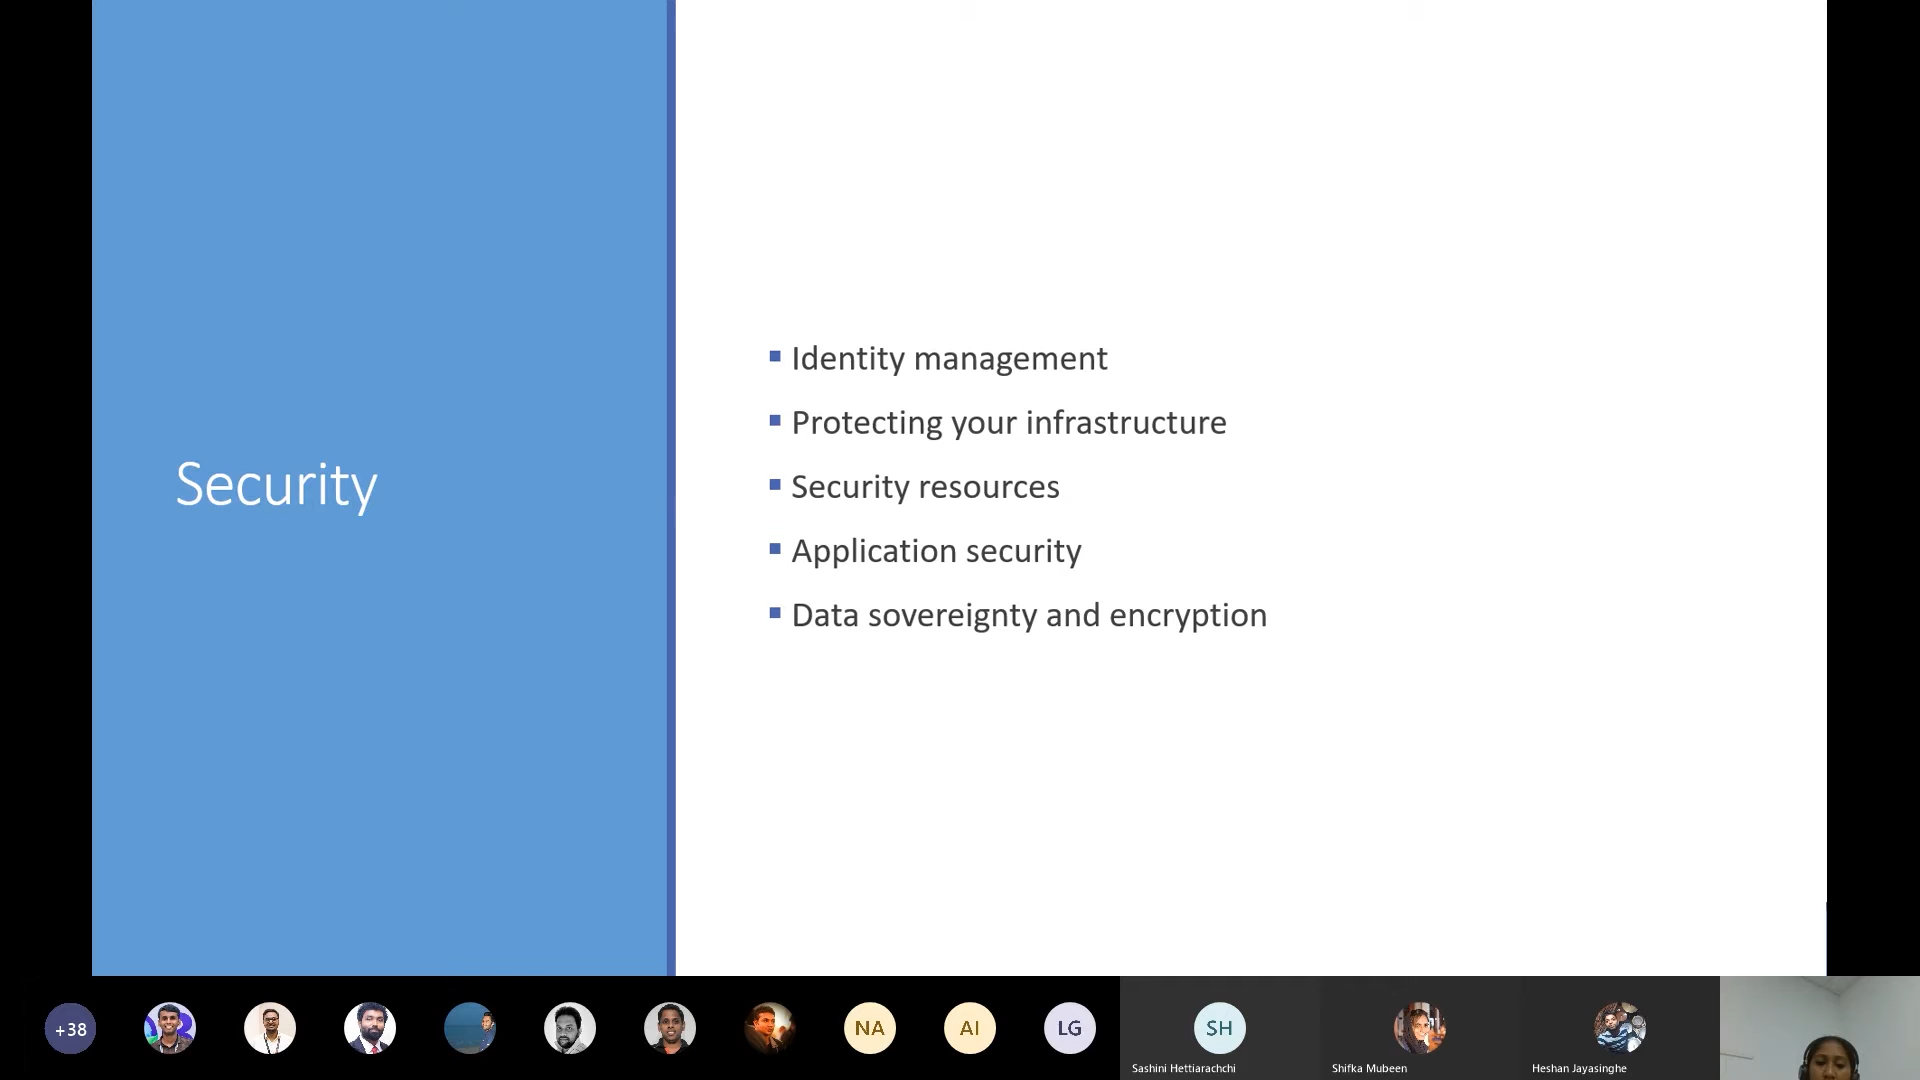 Security
Identity management
Protecting your infrastructure
Security resources
Application security
Data sovereignty and encryption
+38
NA
AI
LG
SH
Sashini Hettiarachchi
Shifka Mubeen
Heshan Jayasinghe